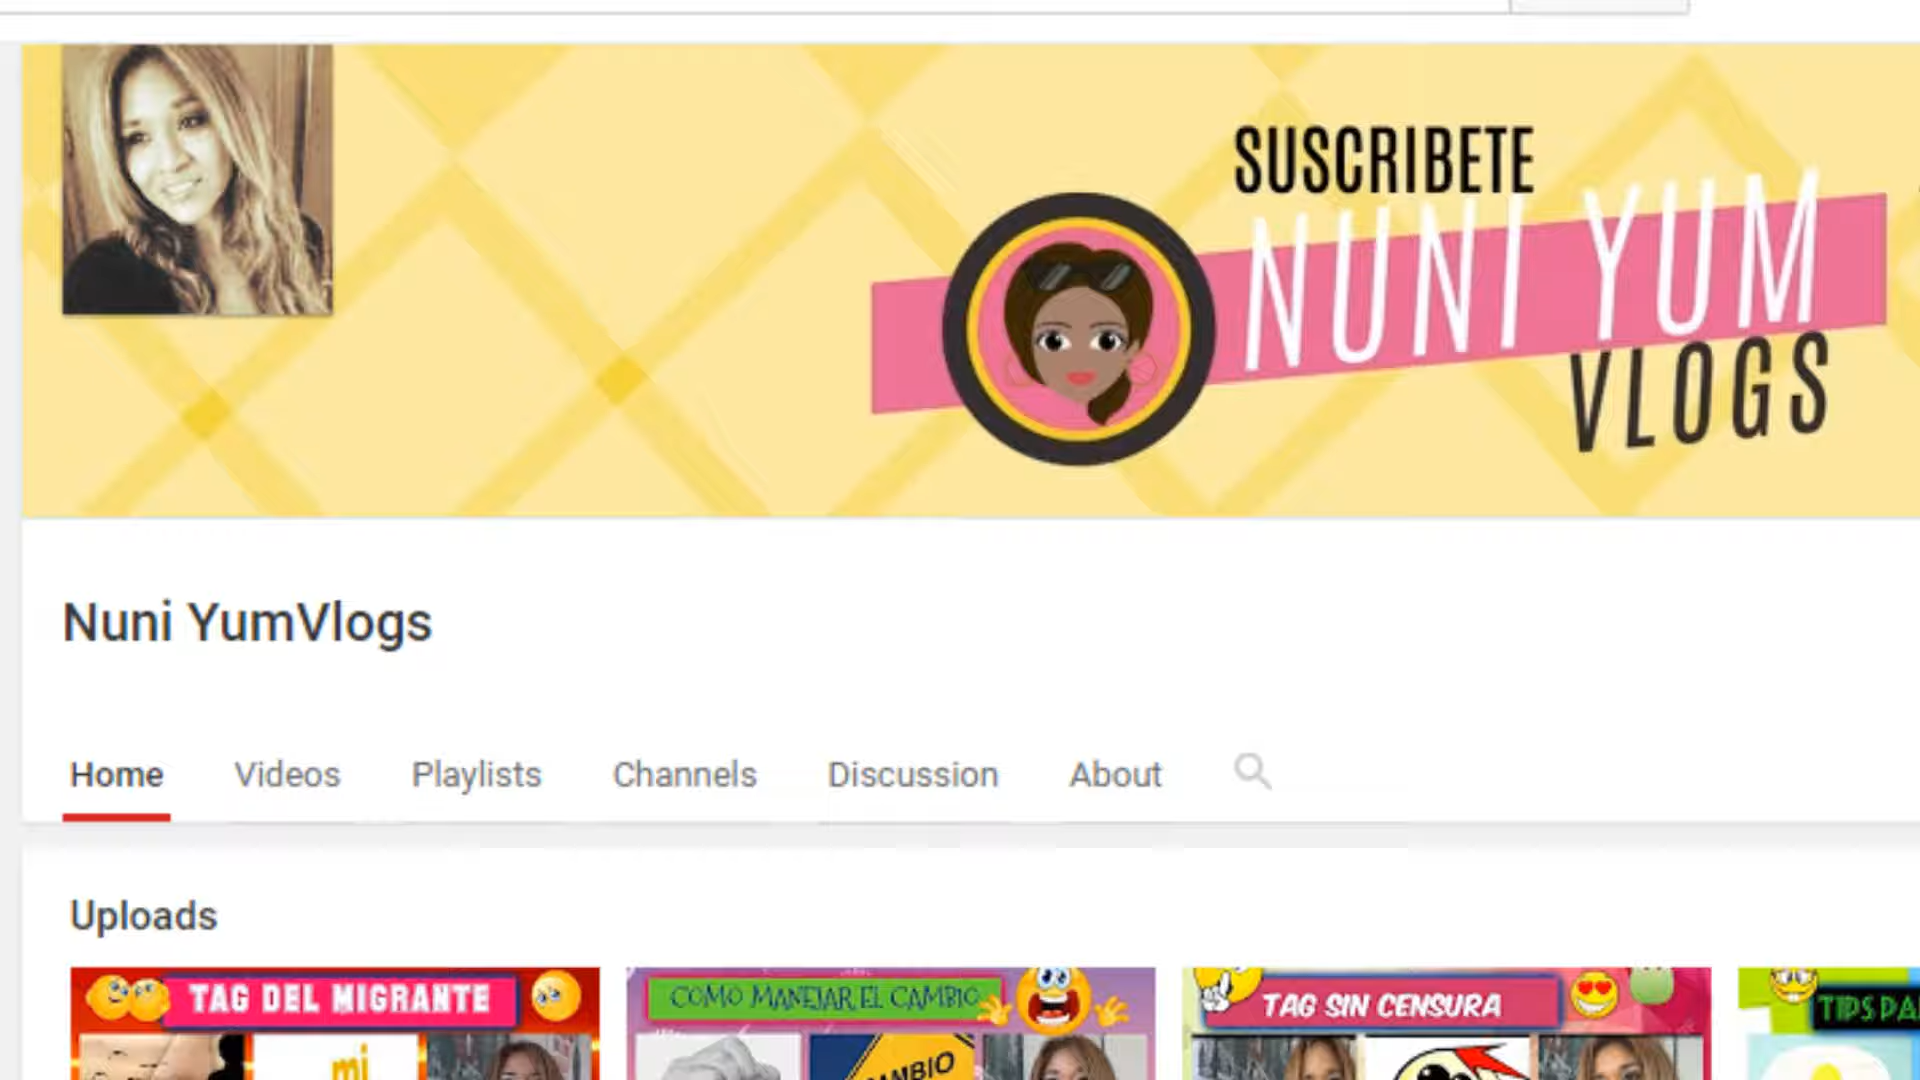 SUSCRIBETE
NUNI YUM
VLOGS
Nuni YumVlogs
Home Videos Playlists Channels Discussion About
Uploads
TAG DEL MIGRANTE
COMO MANEJAR EL CAMBIO
TAG SIN CENSURA
TIPS
mi